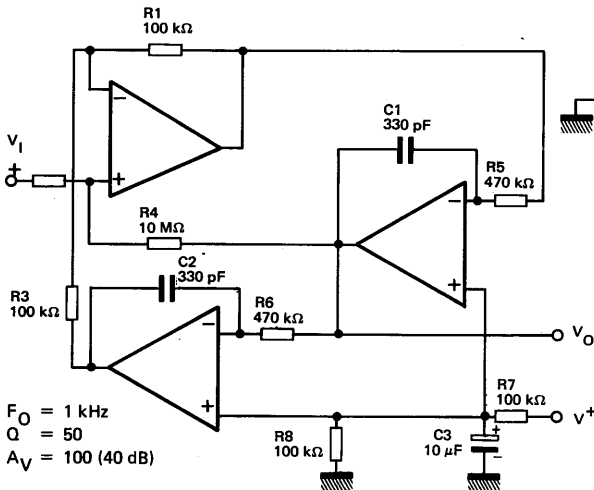 R1
100 kΩ
C1
330 pF
V_I
+
−
+
R5
470 kΩ
−
+
R4
10 MΩ
C2
330 pF
R3
100 kΩ
R6
470 kΩ
−
+
V_O
R7
100 kΩ
V+
R8
100 kΩ
C3
10 μF
+
−
F_O = 1 kHz
Q = 50
A_V = 100 (40 dB)